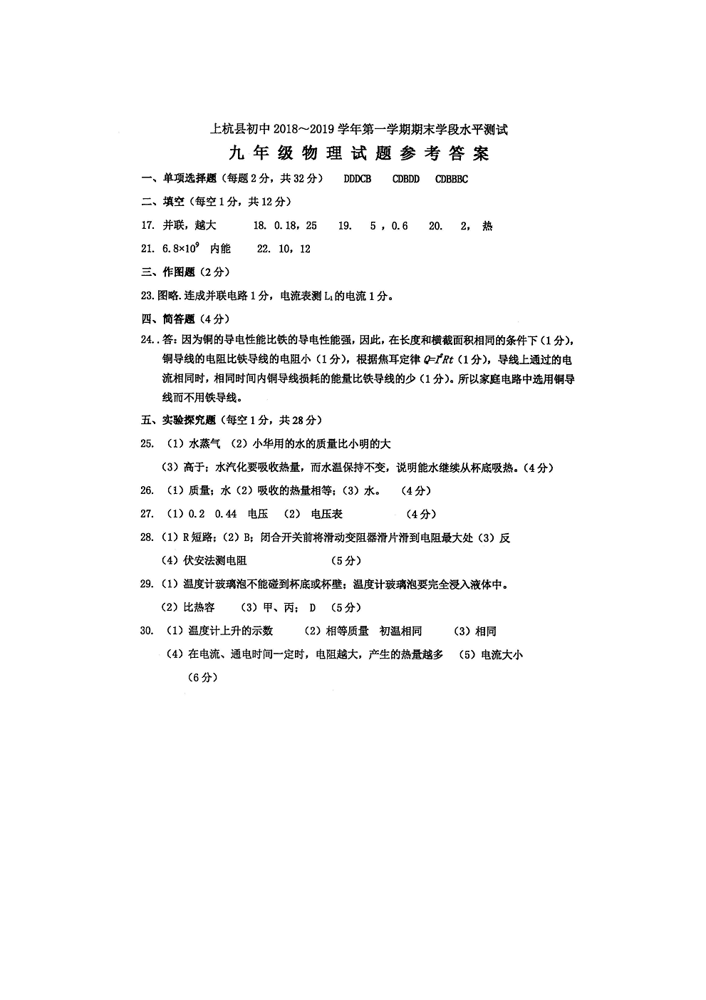 上杭县初中 2018～2019 学年第一学期期末学段水平测试
九年级物理试题参考答案
一、单项选择题（每题 2 分，共 32 分） DDDCB CDBDD CDBBBC
二、填空（每空 1 分，共 12 分）
17. 并联，越大 18. 0.18，25 19. 5 ，0.6 20. 2， 热
21. 6.8×10⁹ 内能 22. 10，12
三、作图题（2 分）
23.图略.连成并联电路 1 分，电流表测 L₁的电流 1 分。
四、简答题（4 分）
24..答：因为铜的导电性能比铁的导电性能强，因此，在长度和横截面积相同的条件下（1 分），
铜导线的电阻比铁导线的电阻小（1 分），根据焦耳定律 Q=I²Rt（1 分），导线上通过的电
流相同时，相同时间内铜导线损耗的能量比铁导线的少（1 分）。所以家庭电路中选用铜导
线而不用铁导线。
五、实验探究题（每空 1 分，共 28 分）
25. （1）水蒸气 （2）小华用的水的质量比小明的大
（3）高于；水汽化要吸收热量，而水温保持不变，说明能水继续从杯底吸热。（4 分）
26. （1）质量；水（2）吸收的热量相等；（3）水。 （4 分）
27. （1）0.2 0.44 电压 （2） 电压表 （4 分）
28.（1）R 短路；（2）B；闭合开关前将滑动变阻器滑片滑到电阻最大处（3）反
（4）伏安法测电阻 （5 分）
29.（1）温度计玻璃泡不能碰到杯底或杯壁；温度计玻璃泡要完全浸入液体中。
（2）比热容 （3）甲、丙； D （5 分）
30. （1）温度计上升的示数 （2）相等质量 初温相同 （3）相同
（4）在电流、通电时间一定时，电阻越大，产生的热量越多 （5）电流大小
（6 分）